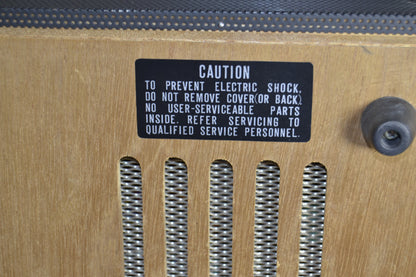 CAUTION
TO PREVENT ELECTRIC SHOCK,
DO NOT REMOVE COVER(OR BACK)
NO USER-SERVICEABLE PARTS
INSIDE. REFER SERVICING TO
QUALIFIED SERVICE PERSONNEL.